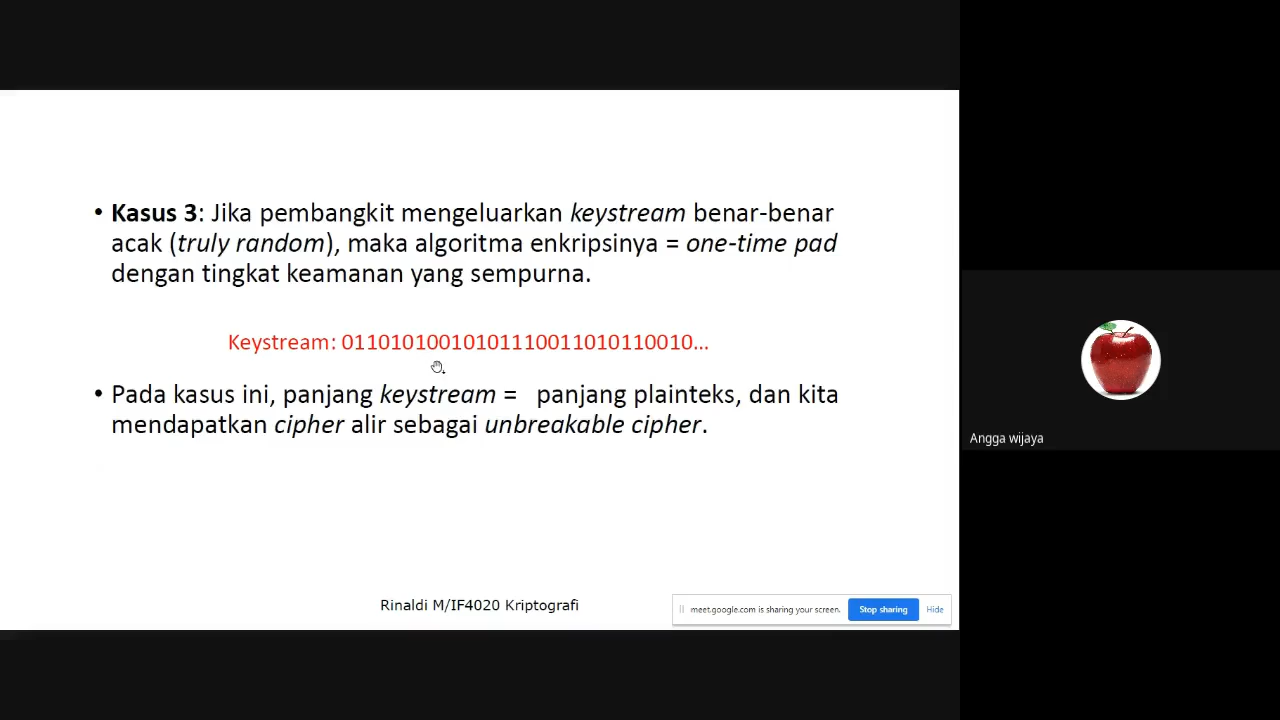 • Kasus 3: Jika pembangkit mengeluarkan keystream benar-benar
acak (truly random), maka algoritma enkripsinya = one-time pad
dengan tingkat keamanan yang sempurna.
Keystream: 0110101001010111001101011​0010...
• Pada kasus ini, panjang keystream = panjang plainteks, dan kita
mendapatkan cipher alir sebagai unbreakable cipher.
Rinaldi M/IF4020 Kriptografi
meet.google.com is sharing your screen. Stop sharing Hide
Angga wijaya